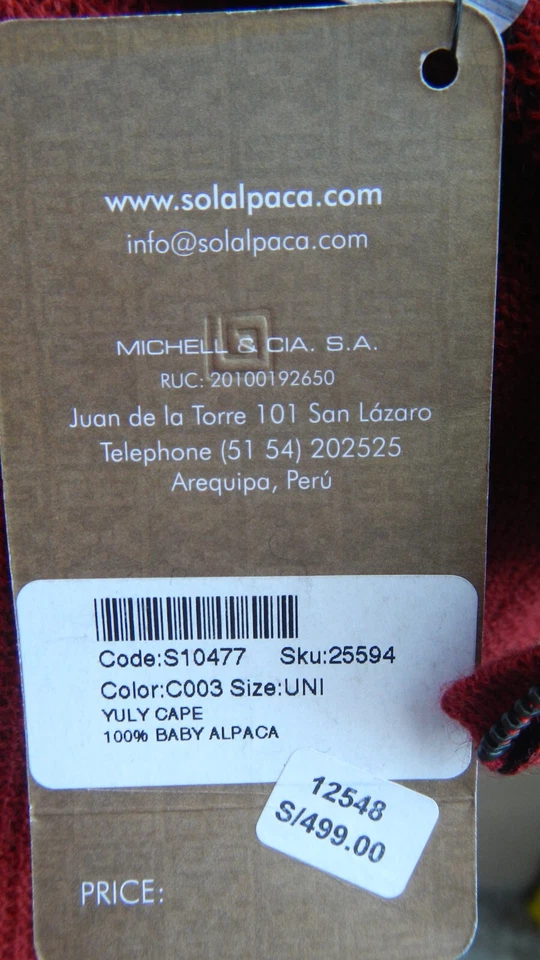 www.solalpaca.com
info@solalpaca.com
MICHELL & CIA. S.A.
RUC: 20100192650
Juan de la Torre 101 San Lázaro
Telephone (51 54) 202525
Arequipa, Perú
Code:S10477 Sku:25594
Color:C003 Size:UNI
YULY CAPE
100% BABY ALPACA
12548
S/499.00
PRICE: